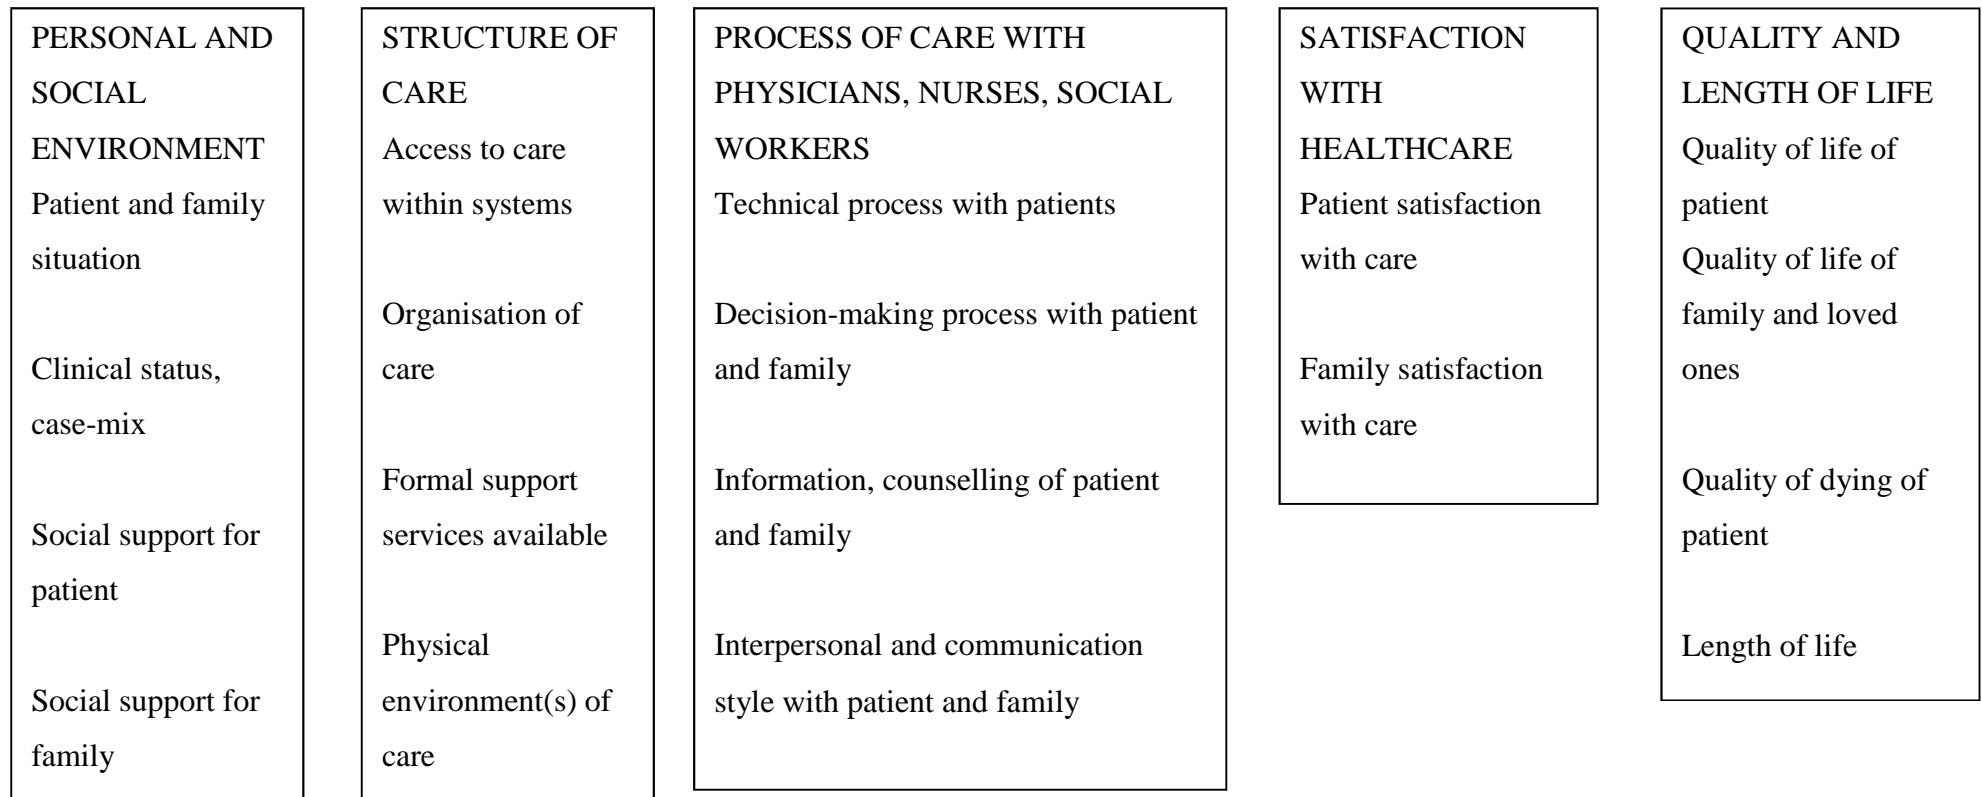 PERSONAL AND
SOCIAL
ENVIRONMENT
Patient and family
situation
Clinical status,
case-mix
Social support for
patient
Social support for
family
STRUCTURE OF
CARE
Access to care
within systems
Organisation of
care
Formal support
services available
Physical
environment(s) of
care
PROCESS OF CARE WITH
PHYSICIANS, NURSES, SOCIAL
WORKERS
Technical process with patients
Decision-making process with patient
and family
Information, counselling of patient
and family
Interpersonal and communication
style with patient and family
SATISFACTION
WITH
HEALTHCARE
Patient satisfaction
with care
Family satisfaction
with care
QUALITY AND
LENGTH OF LIFE
Quality of life of
patient
Quality of life of
family and loved
ones
Quality of dying of
patient
Length of life